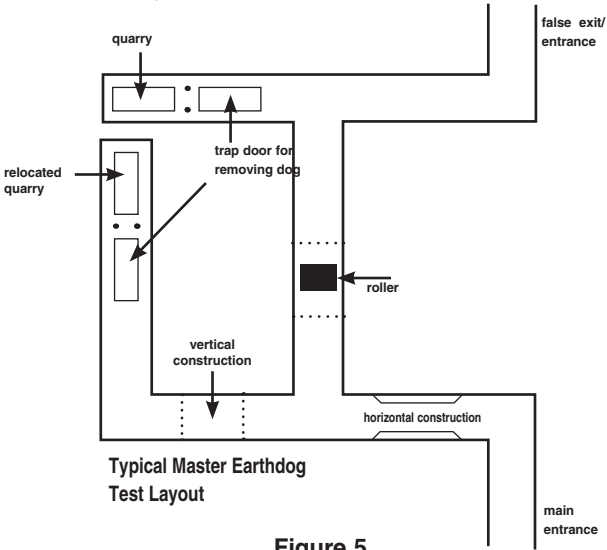 false exit/
entrance
quarry
trap door for
removing dog
relocated
quarry
roller
vertical
construction
horizontal construction
Typical Master Earthdog
Test Layout
main
entrance
Figure 5